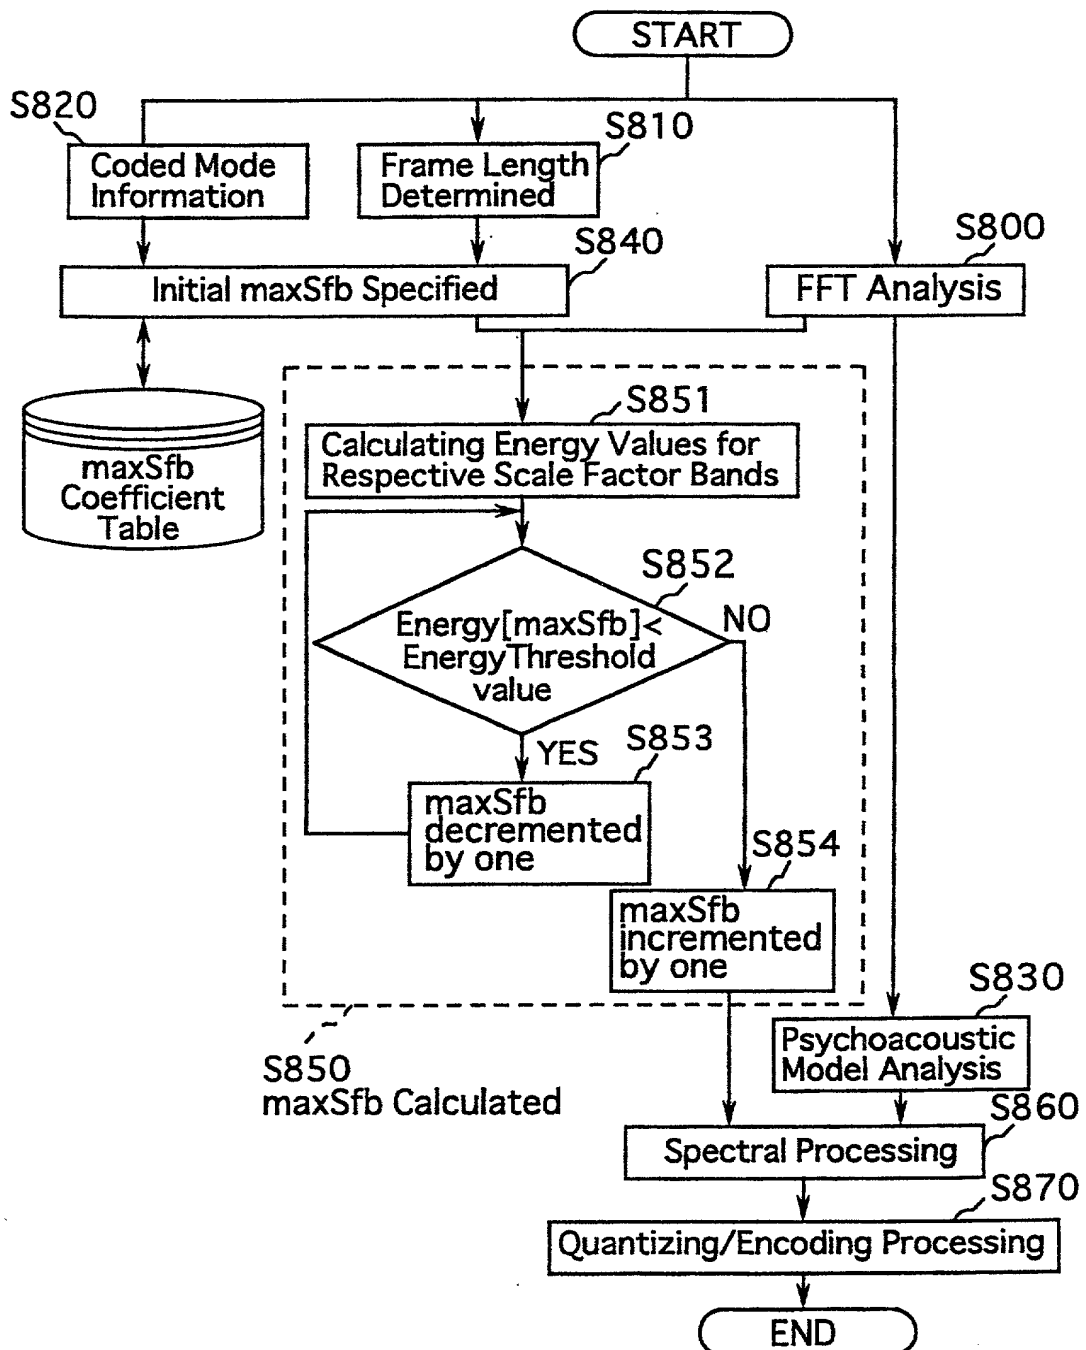 START
S820
S810
Coded Mode
Information
Frame Length
Determined
S840
S800
Initial maxSfb Specified
FFT Analysis
S851
maxSfb
Coefficient
Table
Calculating Energy Values for
Respective Scale Factor Bands
S852
NO
Energy[maxSfb]<
EnergyThreshold
value
YES
S853
maxSfb
decremented
by one
S854
maxSfb
incremented
by one
S830
Psychoacoustic
Model Analysis
S850
maxSfb Calculated
S860
Spectral Processing
S870
Quantizing/Encoding Processing
END